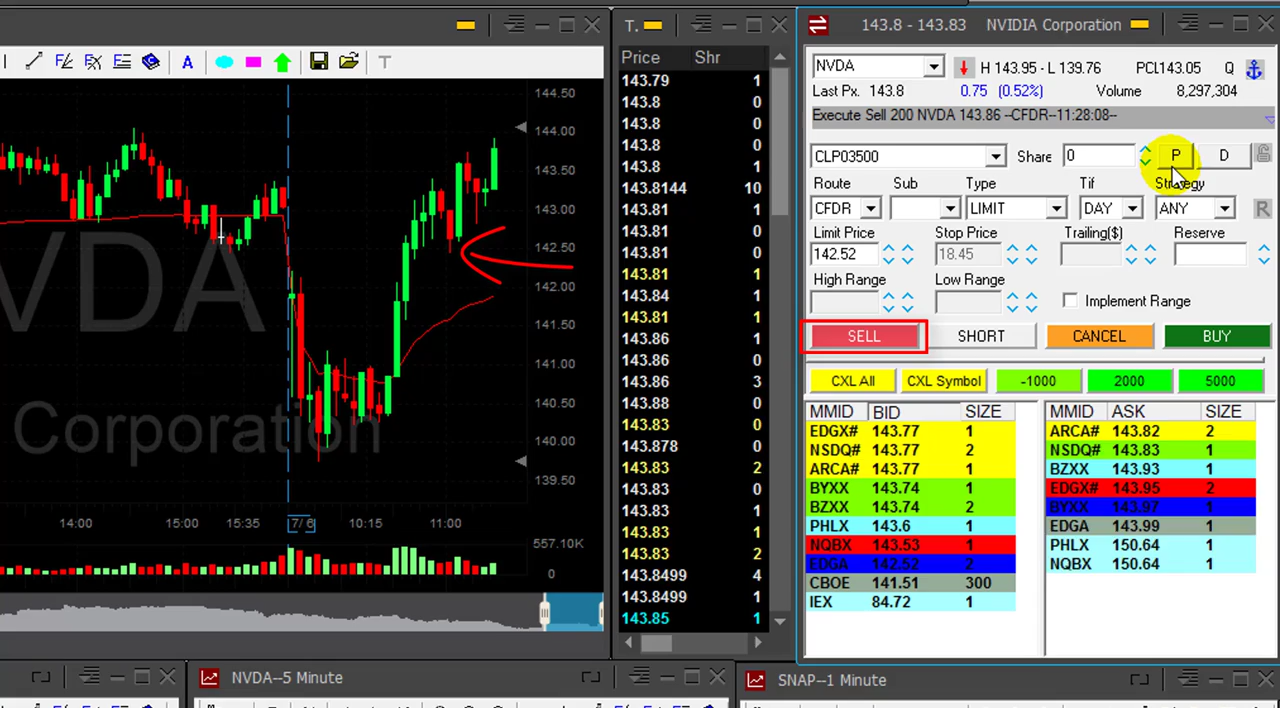 T.
143.8 - 143.83 NVIDIA Corporation
A
T
NVDA
Corporation
144.50
144.00
143.50
143.00
142.50
142.00
141.50
141.00
140.50
140.00
139.50
14:00 15:00 15:35 7/ 6 10:15 11:00
557.10K
0
Price Shr
143.79 1
143.8 0
143.8 0
143.8 0
143.8 1
143.8144 10
143.81 1
143.81 0
143.81 0
143.81 1
143.84 1
143.81 1
143.86 1
143.86 0
143.86 3
143.88 0
143.83 0
143.878 0
143.83 2
143.83 0
143.83 1
143.83 1
143.83 2
143.8499 4
143.8499 1
143.85 1
NVDA H 143.95 - L 139.76 PCL143.05 Q
Last Px. 143.8 0.75 (0.52%) Volume 8,297,304
Execute Sell 200 NVDA 143.86 --CFDR--11:28:08--
CLP03500 Share 0 P D
Route Sub Type Tif Strategy
CFDR LIMIT DAY ANY R
Limit Price Stop Price Trailing($) Reserve
142.52 18.45
High Range Low Range
Implement Range
SELL SHORT CANCEL BUY
CXL All CXL Symbol -1000 2000 5000
MMID BID SIZE MMID ASK SIZE
EDGX# 143.77 1 ARCA# 143.82 2
NSDQ# 143.77 2 NSDQ# 143.83 1
ARCA# 143.77 1 BZXX 143.93 1
BYXX 143.74 1 EDGX# 143.95 2
BZXX 143.74 2 BYXX 143.97 1
PHLX 143.6 1 EDGA 143.99 1
NQBX 143.53 1 PHLX 150.64 1
EDGA 142.52 2 NQBX 150.64 1
CBOE 141.51 300
IEX 84.72 1
NVDA--5 Minute
SNAP--1 Minute